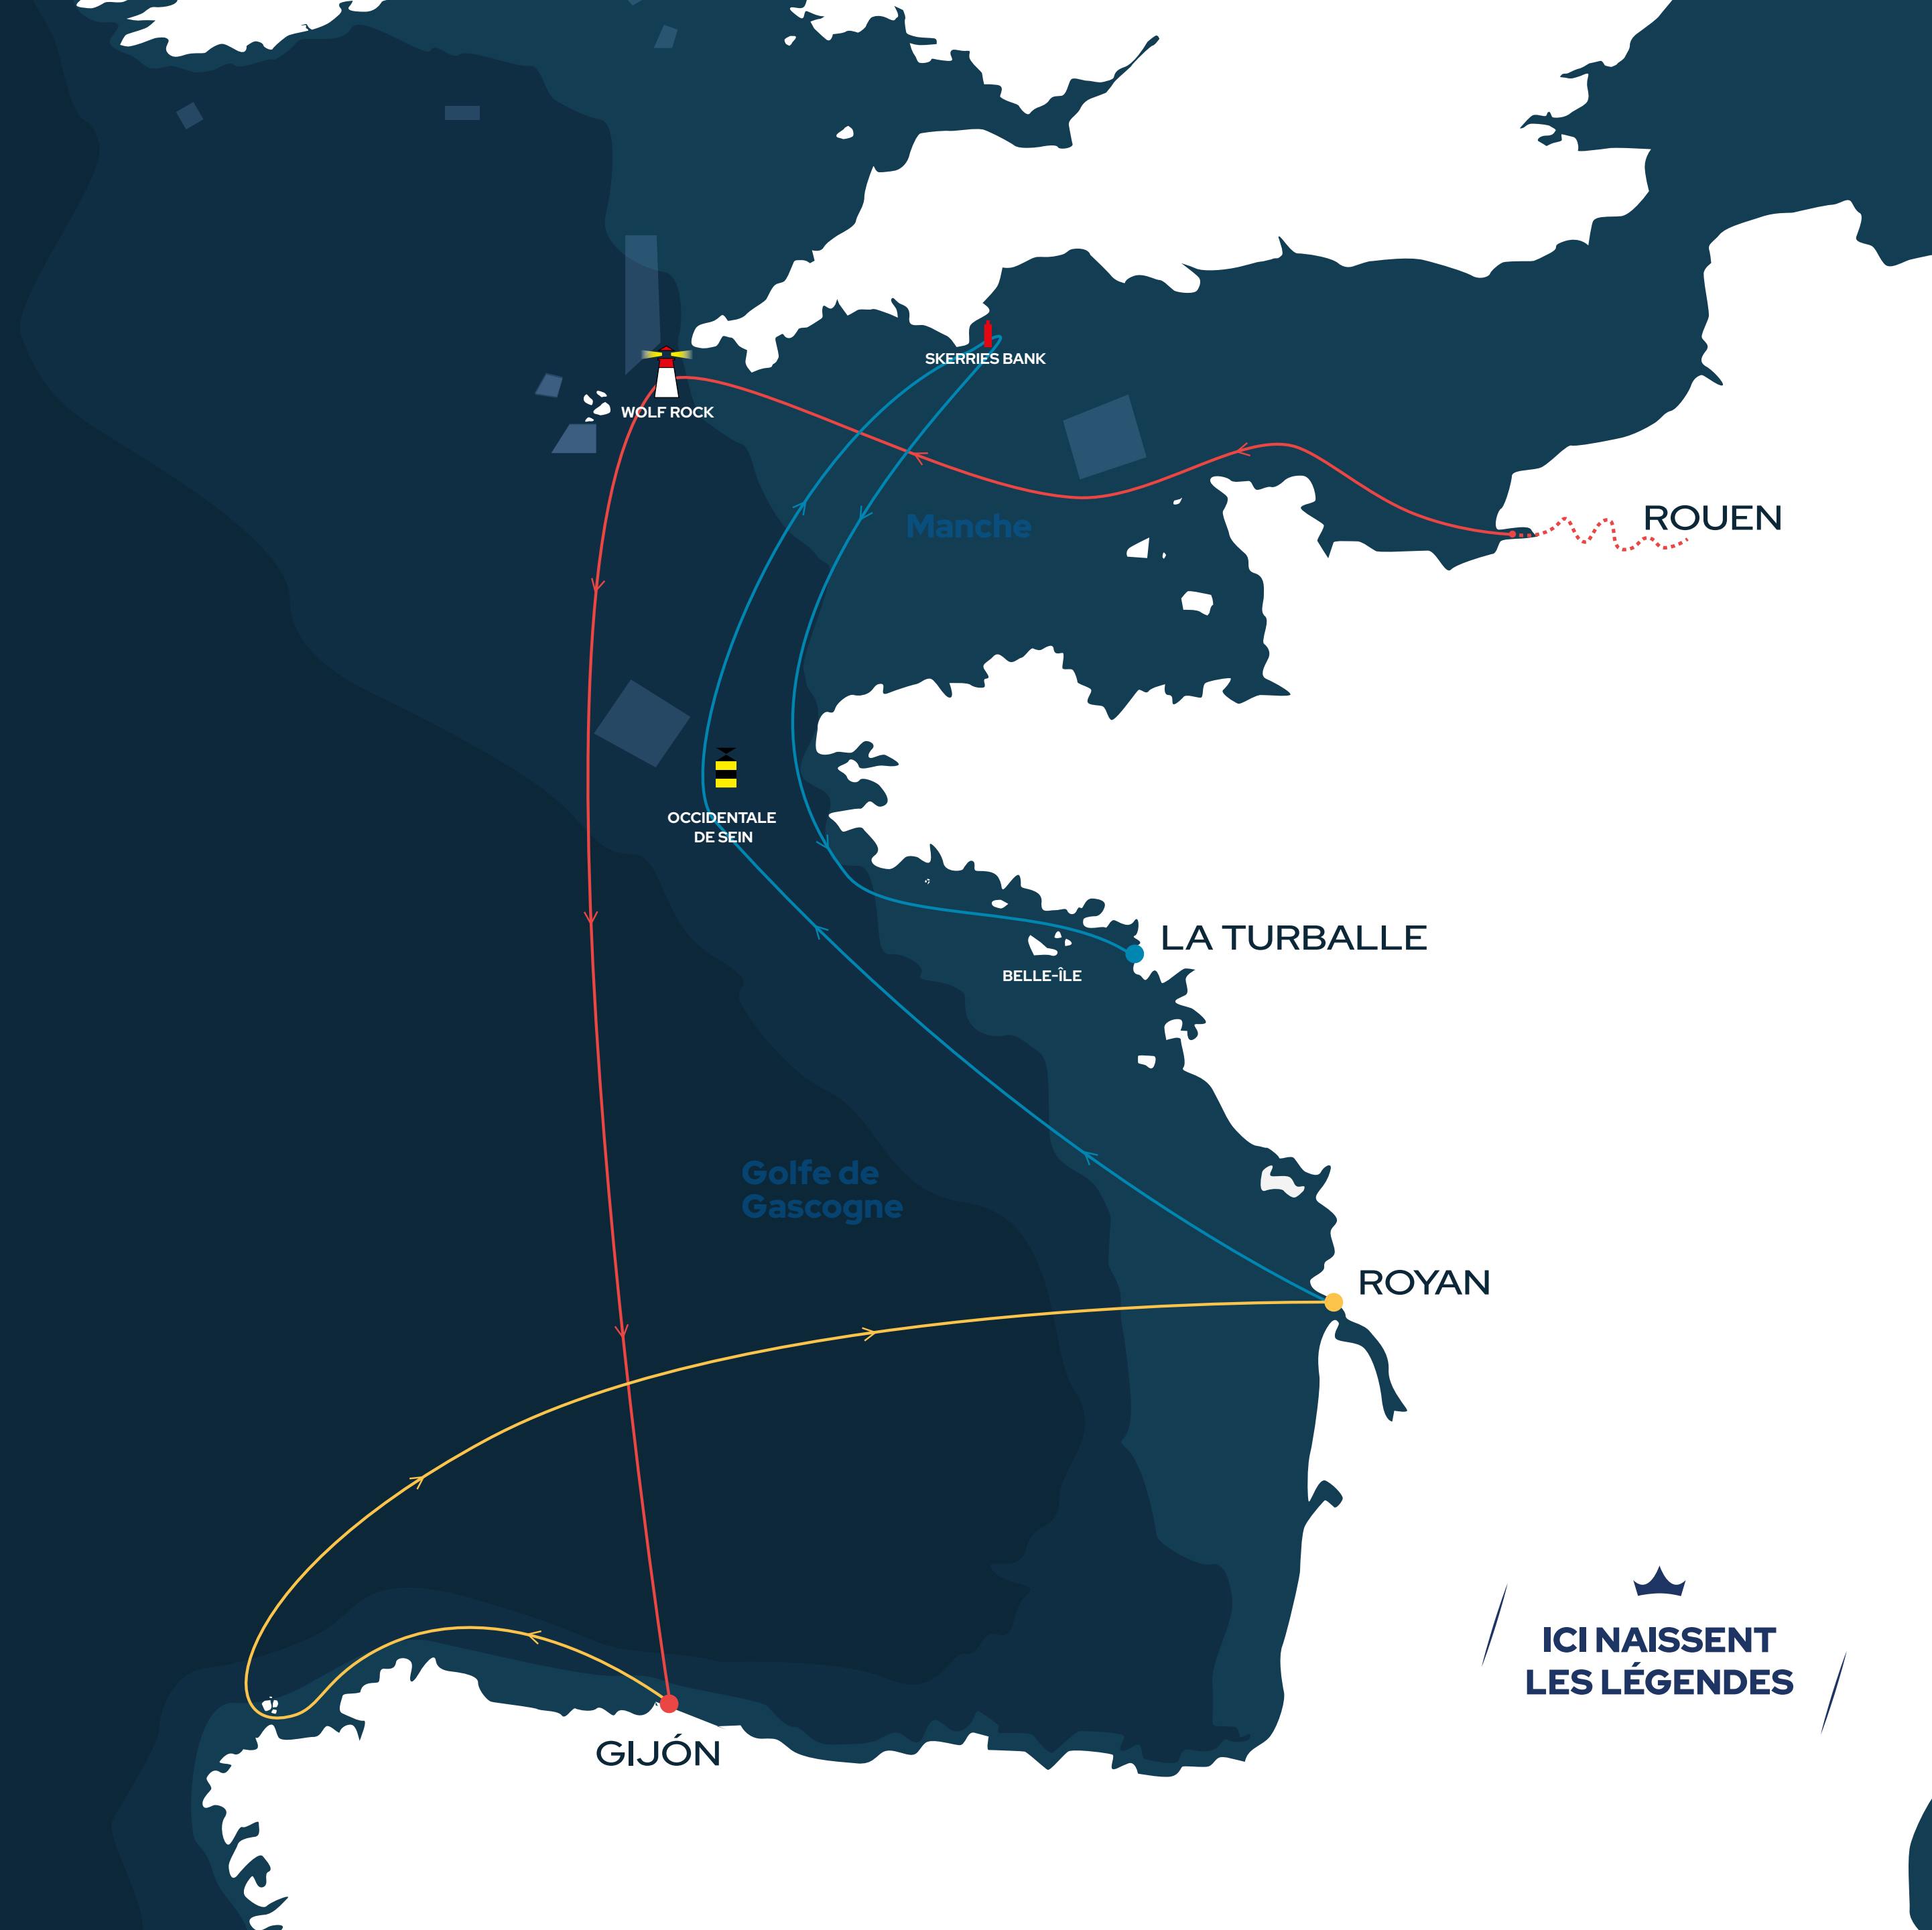 SKERRIES BANK
WOLF ROCK
ROUEN
Manche
OCCIDENTALE
DE SEIN
LA TURBALLE
BELLE-ÎLE
Golfe de
Gascogne
ROYAN
ICI NAISSENT
LES LÉGENDES
GIJÓN